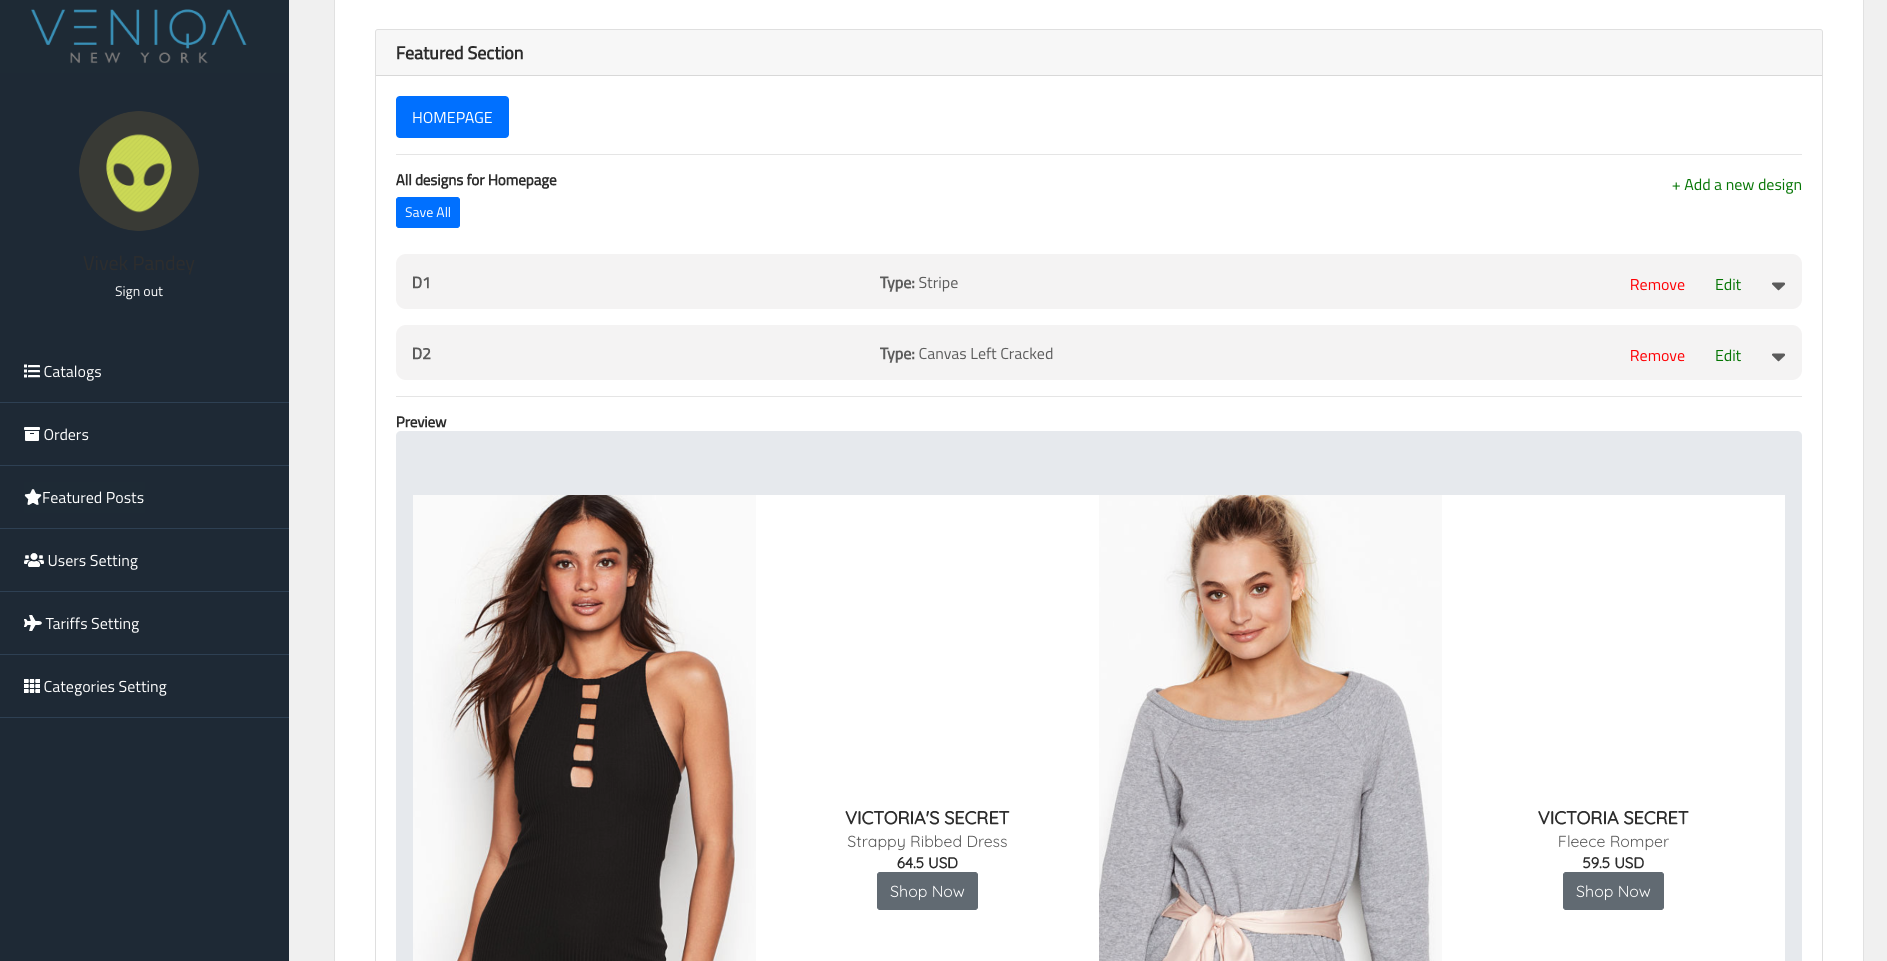 VENIQA
NEW YORK
Vivek Pandey
Sign out
Catalogs
Orders
Featured Posts
Users Setting
Tariffs Setting
Categories Setting
Featured Section
HOMEPAGE
All designs for Homepage
+ Add a new design
Save All
D1 Type: Stripe Remove Edit
D2 Type: Canvas Left Cracked Remove Edit
Preview
VICTORIA'S SECRET
Strappy Ribbed Dress
64.5 USD
Shop Now
VICTORIA SECRET
Fleece Romper
59.5 USD
Shop Now